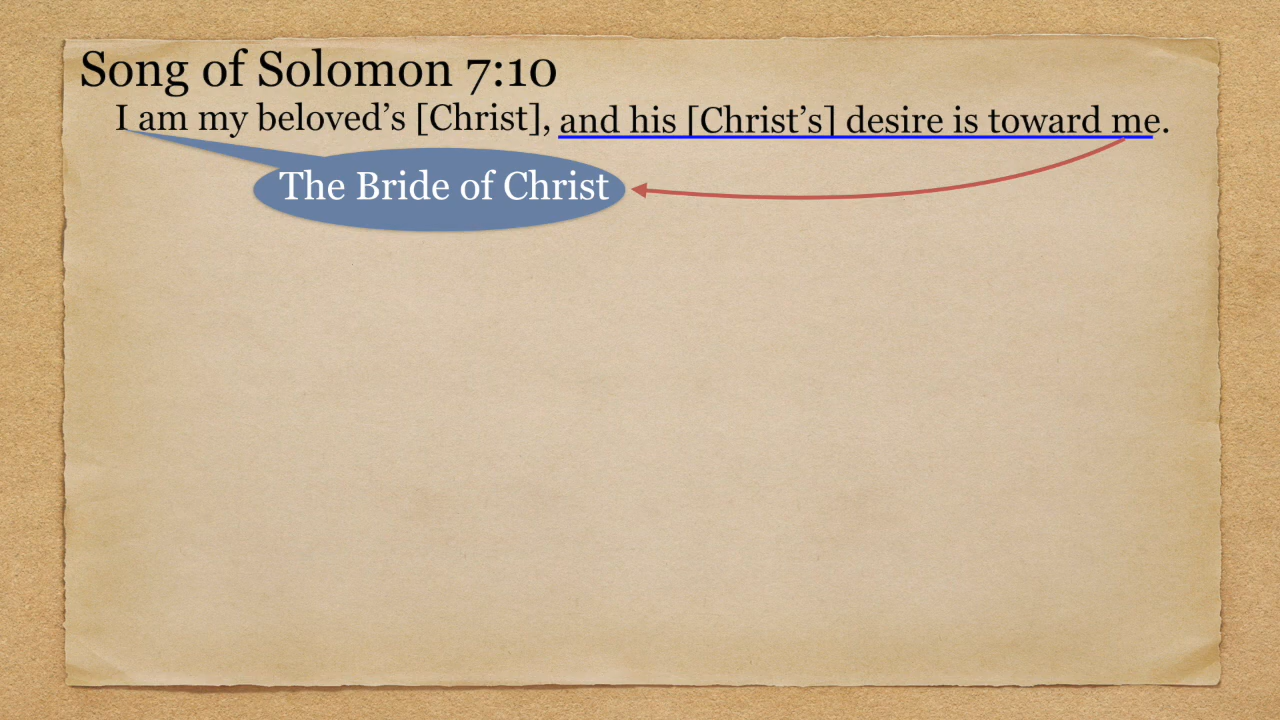 Song of Solomon 7:10
I am my beloved’s [Christ], and his [Christ’s] desire is toward me.
The Bride of Christ